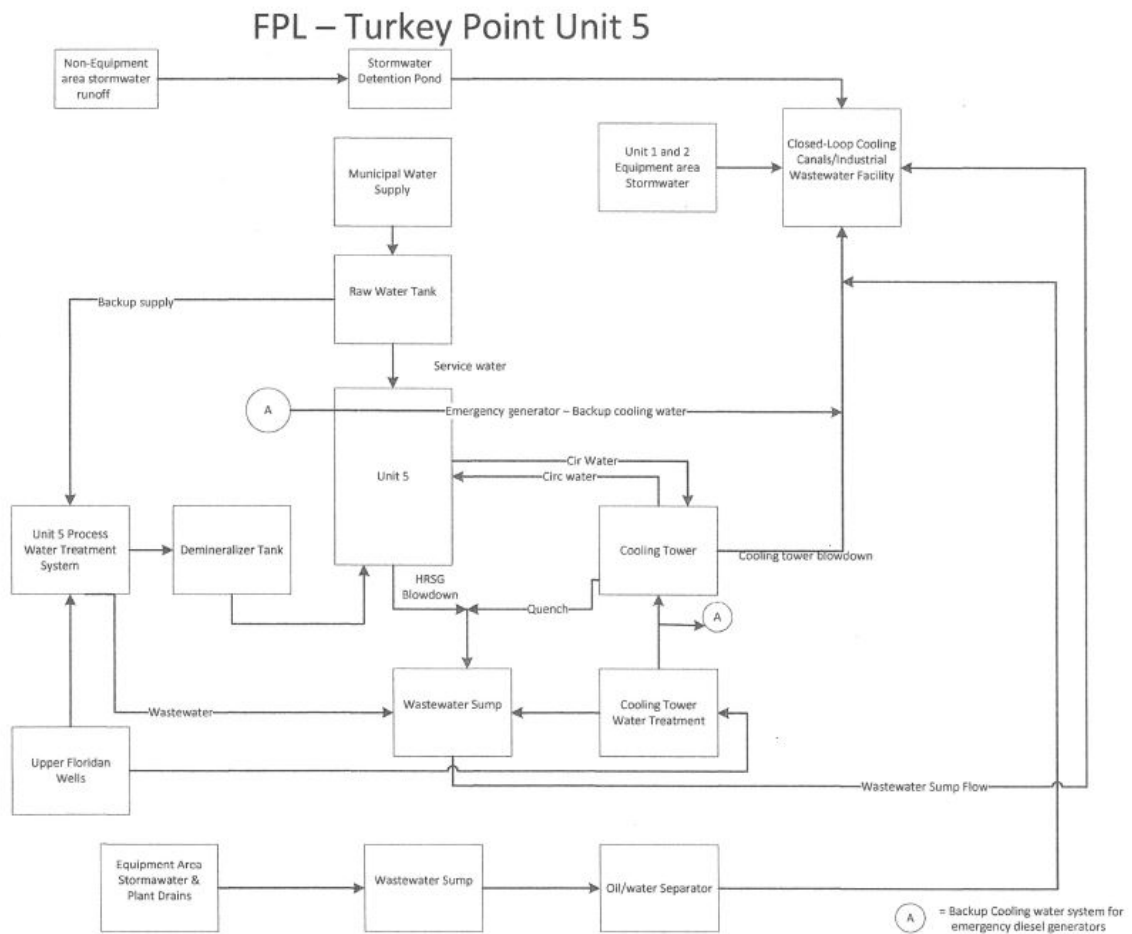 FPL – Turkey Point Unit 5
Non-Equipment
area stormwater
runoff
Stormwater
Detention Pond
Unit 1 and 2
Equipment area
Stormwater
Closed-Loop Cooling
Canals/Industrial
Wastewater Facility
Municipal Water
Supply
Raw Water Tank
Backup supply
Service water
A
Emergency generator – Backup cooling water
Unit 5
Cir Water
Circ water
Unit 5 Process
Water Treatment
System
Demineralizer Tank
Cooling Tower
Cooling tower blowdown
HRSG
Blowdown
Quench
A
Wastewater
Wastewater Sump
Cooling Tower
Water Treatment
Upper Floridan
Wells
Wastewater Sump Flow
Equipment Area
Stormawater &
Plant Drains
Wastewater Sump
Oil/water Separator
A
= Backup Cooling water system for
emergency diesel generators